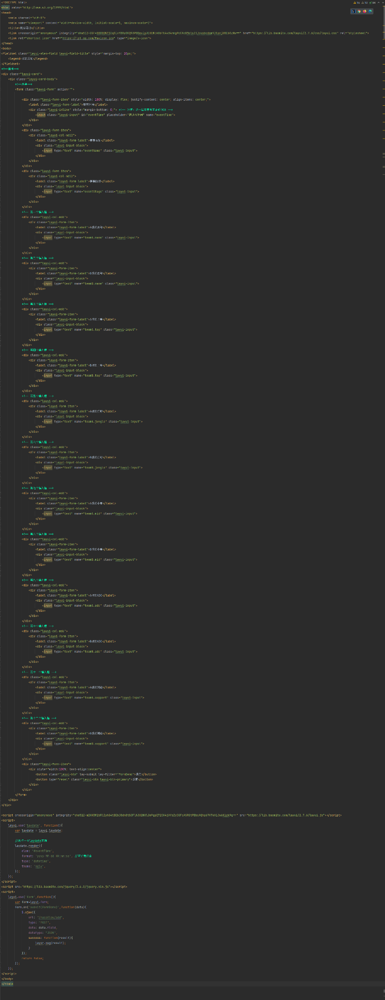 <!DOCTYPE html>
16 10 94
<html xmlns="http://www.w3.org/1999/html">
<head>
<meta charset="utf-8">
<meta name="viewport" content="width=device-width, initial-scale=1, maximum-scale=1">
<title>比赛添加</title>
<link crossorigin="anonymous" href="https://lib.baomitu.com/layui/2.7.6/css/layui.css" rel="stylesheet">
<link rel="shortcut icon" href="https://lpl.qq.com/favicon.ico" type="image/x-icon">
</head>
<body>
<fieldset class="layui-elem-field layui-field-title" style="margin-top: 20px;">
<legend>比赛添加</legend>
</fieldset>
<!--面板-->
<div class="layui-card">
<div class="layui-card-body">
<!--表单-->
<form class="layui-form" action="">
<div class="layui-form-item" style="width: 100%; display: flex; justify-content: center; align-items: center;">
<label class="layui-form-label">赛事时间</label>
<div class="layui-inline" style="margin-bottom: 0;"> <!-- 注意：这一层元素并不是必须的 -->
<input class="layui-input" id="eventTime" placeholder="请选择时间" name="eventTime">
</div>
</div>
<div class="layui-form-item">
<div class="layui-col-md12">
<label class="layui-form-label">赛事名称</label>
<div class="layui-input-block">
<input type="text" name="eventName" class="layui-input">
</div>
</div>
</div>
<div class="layui-form-item">
<div class="layui-col-md12">
<label class="layui-form-label">赛事阶段</label>
<div class="layui-input-block">
<input type="text" name="eventStage" class="layui-input">
</div>
</div>
</div>
<!-- 第一个输入框 -->
<div class="layui-col-md6">
<div class="layui-form-item">
<label class="layui-form-label">A战队名称</label>
<div class="layui-input-block">
<input type="text" name="teamA.name" class="layui-input">
</div>
</div>
</div>
<!-- 第二个输入框 -->
<div class="layui-col-md6">
<div class="layui-form-item">
<label class="layui-form-label">B战队名称</label>
<div class="layui-input-block">
<input type="text" name="teamB.name" class="layui-input">
</div>
</div>
</div>
<!-- 第三个输入框 -->
<div class="layui-col-md6">
<div class="layui-form-item">
<label class="layui-form-label">A战队上单</label>
<div class="layui-input-block">
<input type="text" name="teamA.top" class="layui-input">
</div>
</div>
</div>
<!-- 第四个输入框 -->
<div class="layui-col-md6">
<div class="layui-form-item">
<label class="layui-form-label">B战队上单</label>
<div class="layui-input-block">
<input type="text" name="teamB.top" class="layui-input">
</div>
</div>
</div>
<!-- 第五个输入框 -->
<div class="layui-col-md6">
<div class="layui-form-item">
<label class="layui-form-label">A战队打野</label>
<div class="layui-input-block">
<input type="text" name="teamA.jungle" class="layui-input">
</div>
</div>
</div>
<!-- 第六个输入框 -->
<div class="layui-col-md6">
<div class="layui-form-item">
<label class="layui-form-label">B战队打野</label>
<div class="layui-input-block">
<input type="text" name="teamB.jungle" class="layui-input">
</div>
</div>
</div>
<!-- 第七个输入框 -->
<div class="layui-col-md6">
<div class="layui-form-item">
<label class="layui-form-label">A战队中单</label>
<div class="layui-input-block">
<input type="text" name="teamA.mid" class="layui-input">
</div>
</div>
</div>
<!-- 第八个输入框 -->
<div class="layui-col-md6">
<div class="layui-form-item">
<label class="layui-form-label">B战队中单</label>
<div class="layui-input-block">
<input type="text" name="teamB.mid" class="layui-input">
</div>
</div>
</div>
<!-- 第九个输入框 -->
<div class="layui-col-md6">
<div class="layui-form-item">
<label class="layui-form-label">A战队ADC</label>
<div class="layui-input-block">
<input type="text" name="teamA.adc" class="layui-input">
</div>
</div>
</div>
<!-- 第十个输入框 -->
<div class="layui-col-md6">
<div class="layui-form-item">
<label class="layui-form-label">B战队ADC</label>
<div class="layui-input-block">
<input type="text" name="teamB.adc" class="layui-input">
</div>
</div>
</div>
<!-- 第十一个输入框 -->
<div class="layui-col-md6">
<div class="layui-form-item">
<label class="layui-form-label">A战队辅助</label>
<div class="layui-input-block">
<input type="text" name="teamA.support" class="layui-input">
</div>
</div>
</div>
<!-- 第十二个输入框 -->
<div class="layui-col-md6">
<div class="layui-form-item">
<label class="layui-form-label">B战队辅助</label>
<div class="layui-input-block">
<input type="text" name="teamB.support" class="layui-input">
</div>
</div>
</div>
<div class="layui-form-item">
<div style="width:100%; text-align:center">
<button class="layui-btn" lay-submit lay-filter="formDemo">提交</button>
<button type="reset" class="layui-btn layui-btn-primary">重置</button>
</div>
</div>
</form>
</div>
</div>
<script crossorigin="anonymous" src="https://lib.baomitu.com/layui/2.7.6/layui.js"></script>
<script>
layui.use('laydate', function(){
var laydate = layui.laydate;
//执行一个laydate实例
laydate.render({
elem: '#eventTime',
format: 'yyyy-MM-dd HH:mm:ss', //可任意组合
type: 'datetime',
theme: 'molv',
});
});
</script>
<script src="https://lib.baomitu.com/jquery/3.6.0/jquery.min.js"></script>
<script>
layui.use('form',function(){
var form=layui.form;
form.on('submit(formDemo)',function(data){
$.ajax({
url: "/raceflow/add",
type: "POST",
data: data.field,
datatype: "JSON",
success: function(result){
layer.msg(result);
}
});
return false;
});
});
</script>
</body>
</html>